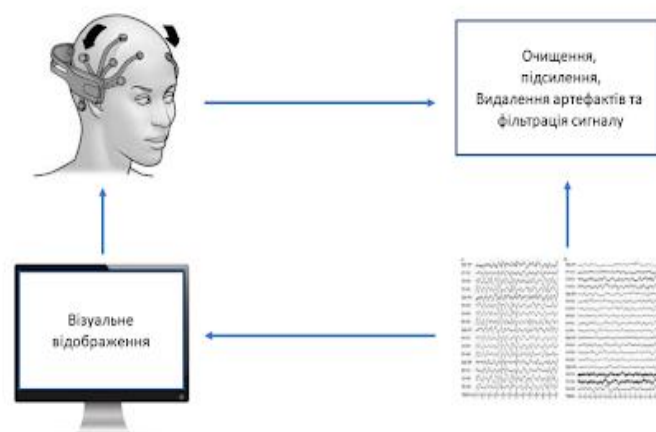 Очищення,
підсилення,
Видалення артефактів та
фільтрація сигналу
Візуальне
відображення